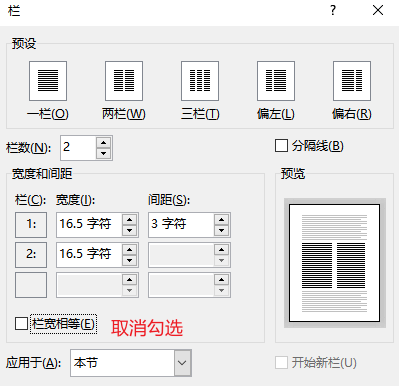 栏
? ×
预设
一栏(O) 两栏(W) 三栏(T) 偏左(L) 偏右(R)
栏数(N): 2 分隔线(B)
宽度和间距 预览
栏(C): 宽度(I): 间距(S):
1: 16.5 字符 3 字符
2: 16.5 字符
栏宽相等(E) 取消勾选
应用于(A): 本节 开始新栏(U)